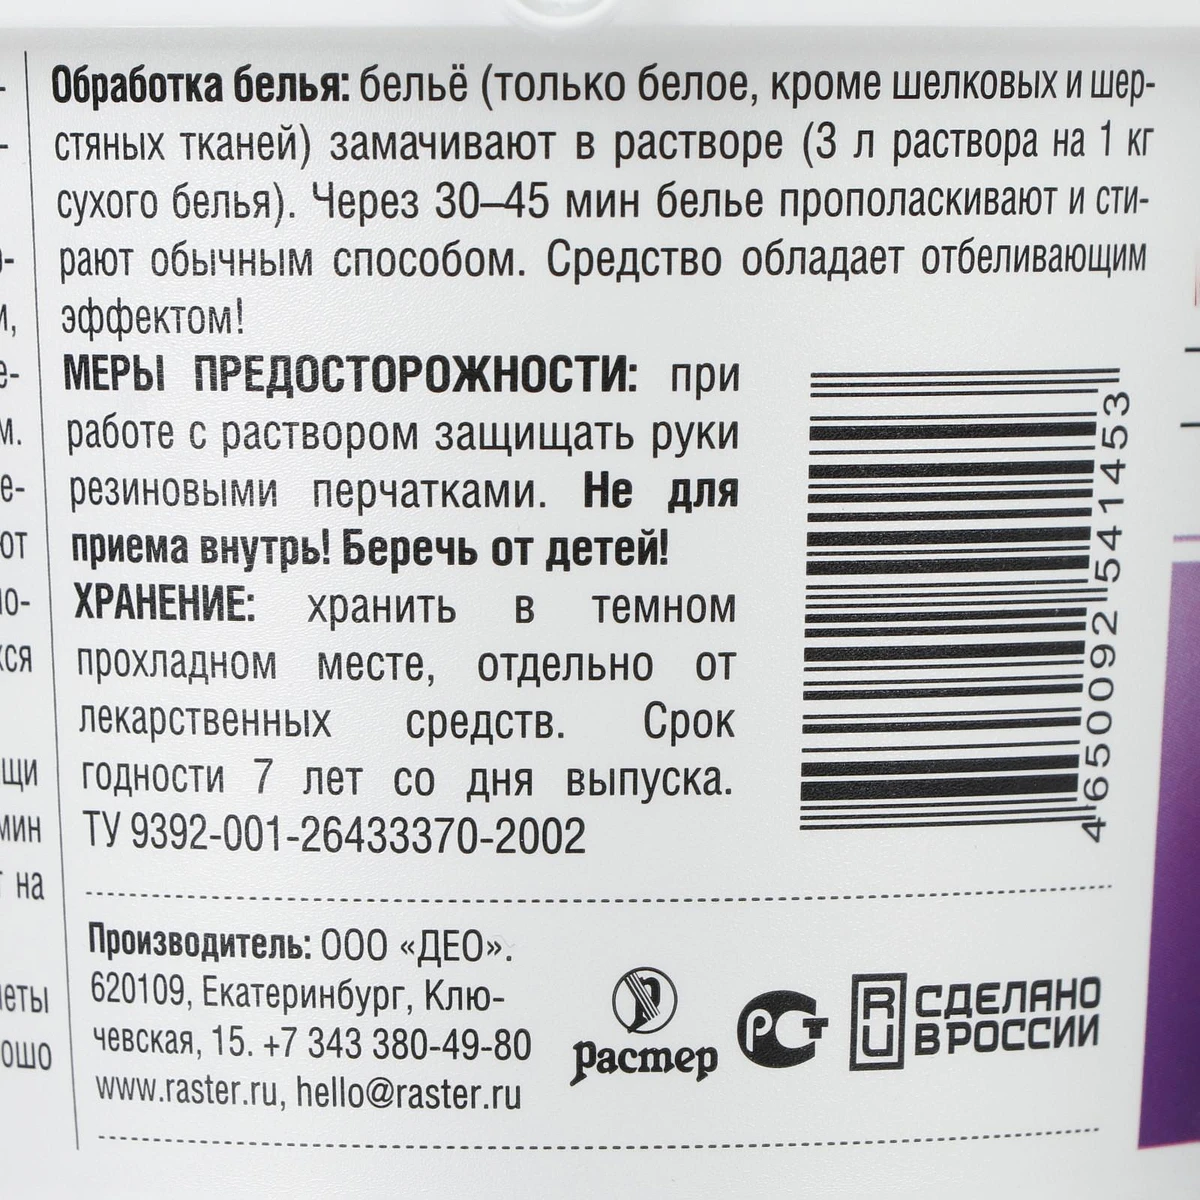 Обработка белья: бельё (только белое, кроме шелковых и шер-
стяных тканей) замачивают в растворе (3 л раствора на 1 кг
сухого белья). Через 30–45 мин белье прополаскивают и сти-
рают обычным способом. Средство обладает отбеливающим
эффектом!
МЕРЫ ПРЕДОСТОРОЖНОСТИ: при
работе с раствором защищать руки
резиновыми перчатками. Не для
приема внутрь! Беречь от детей!
ХРАНЕНИЕ: хранить в темном
прохладном месте, отдельно от
лекарственных средств. Срок
годности 7 лет со дня выпуска.
ТУ 9392-001-26433370-2002
4 650092 541453
Производитель: ООО «ДЕО».
620109, Екатеринбург, Клю-
чевская, 15. +7 343 380-49-80
www.raster.ru, hello@raster.ru
Растер
РСТ
RU
СДЕЛАНО
В РОССИИ